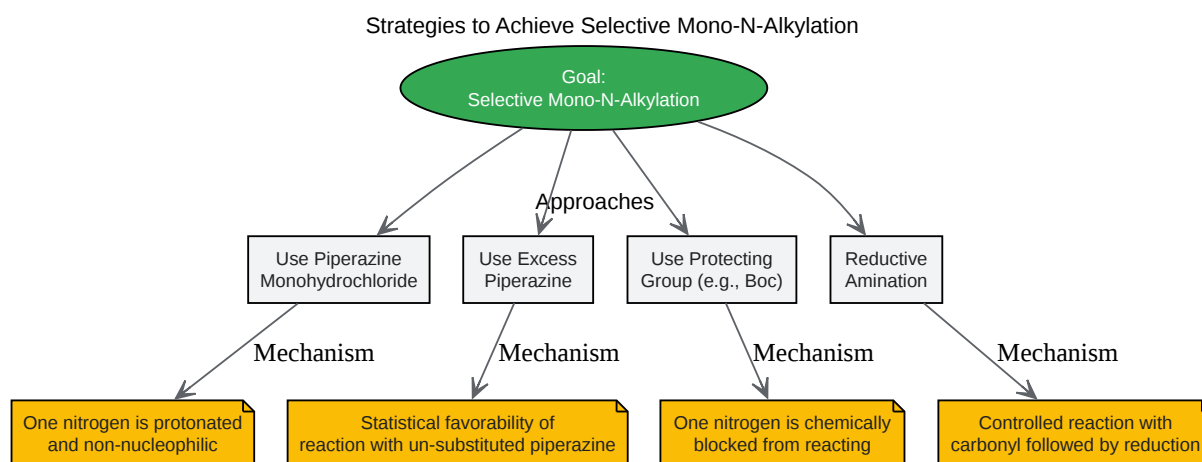 Strategies to Achieve Selective Mono-N-Alkylation
Goal:
Selective Mono-N-Alkylation
Approaches
Use Piperazine
Monohydrochloride
Use Excess
Piperazine
Use Protecting
Group (e.g., Boc)
Reductive
Amination
Mechanism
Mechanism
Mechanism
Mechanism
One nitrogen is protonated
and non-nucleophilic
Statistical favorability of
reaction with un-substituted piperazine
One nitrogen is chemically
blocked from reacting
Controlled reaction with
carbonyl followed by reduction